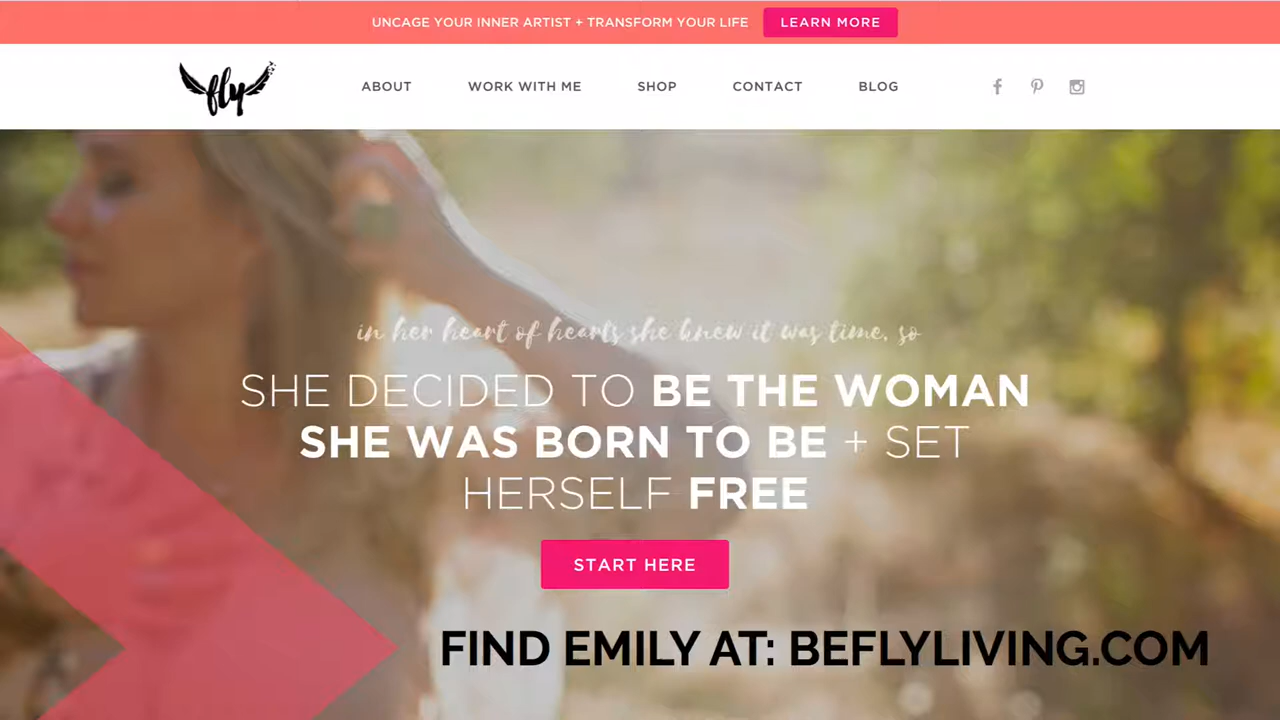 UNCAGE YOUR INNER ARTIST + TRANSFORM YOUR LIFE LEARN MORE
fly ABOUT WORK WITH ME SHOP CONTACT BLOG
in her heart of hearts she knew it was time, so
SHE DECIDED TO BE THE WOMAN
SHE WAS BORN TO BE + SET
HERSELF FREE
START HERE
FIND EMILY AT: BEFLYLIVING.COM